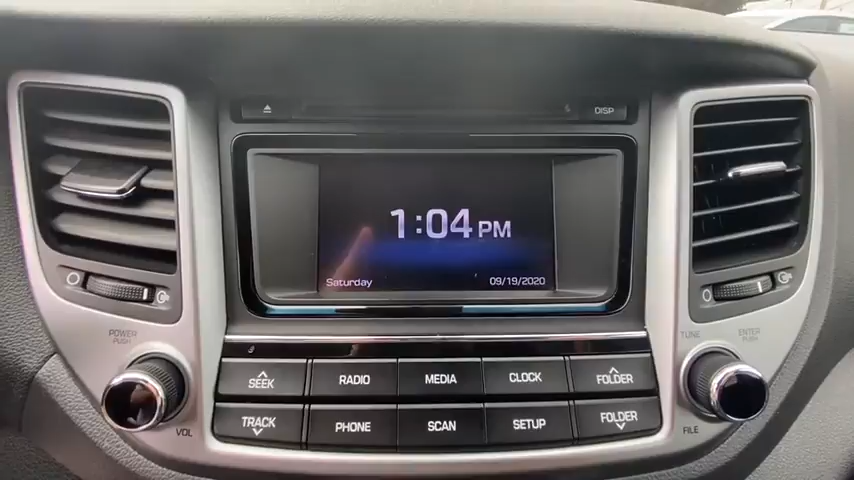 DISP
1:04 PM
Saturday 09/19/2020
POWER
PUSH
VOL
TUNE
ENTER
PUSH
FILE
SEEK RADIO MEDIA CLOCK FOLDER
TRACK PHONE SCAN SETUP FOLDER